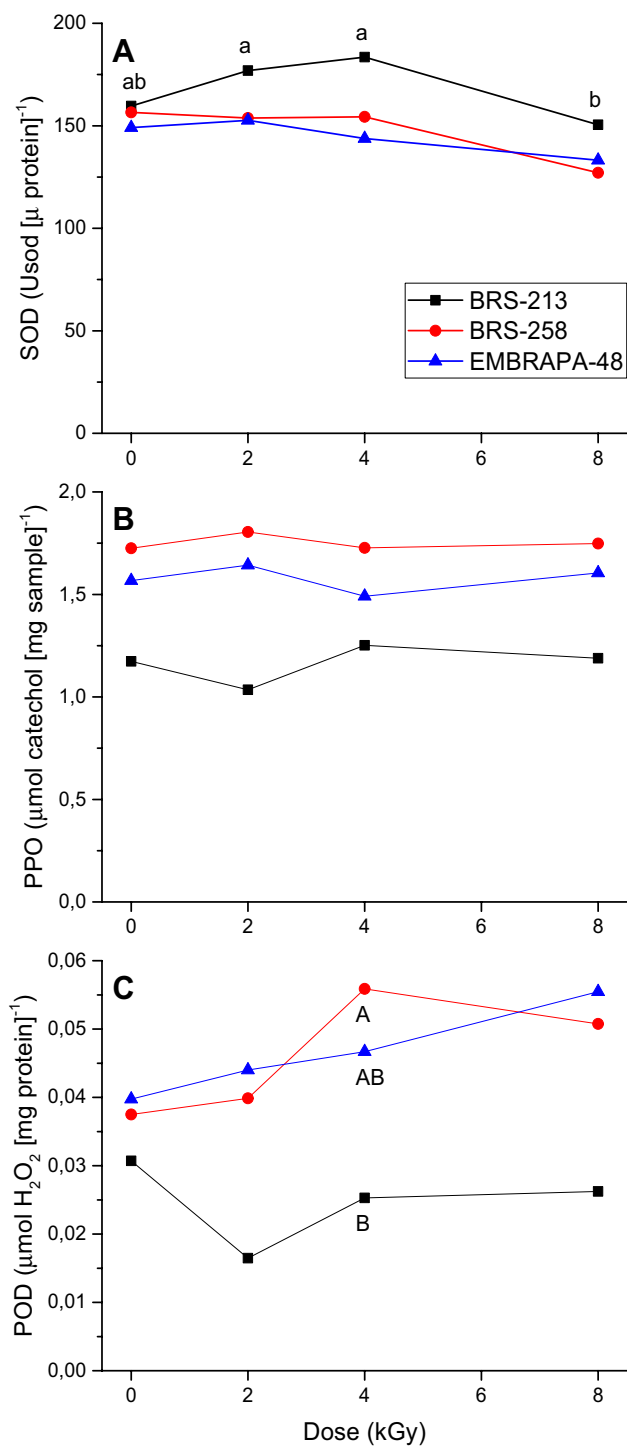 A
SOD (Usod [μ protein]⁻¹
200
150
100
50
0
ab
a
a
b
BRS-213
BRS-258
EMBRAPA-48
0 2 4 6 8
B
PPO (μmol catechol [mg sample]⁻¹)
2,0
1,5
1,0
0,5
0,0
0 2 4 6 8
C
POD (μmol H₂O₂ [mg protein]⁻¹)
0,06
0,05
0,04
0,03
0,02
0,01
0,00
A
AB
B
0 2 4 6 8
Dose (kGy)